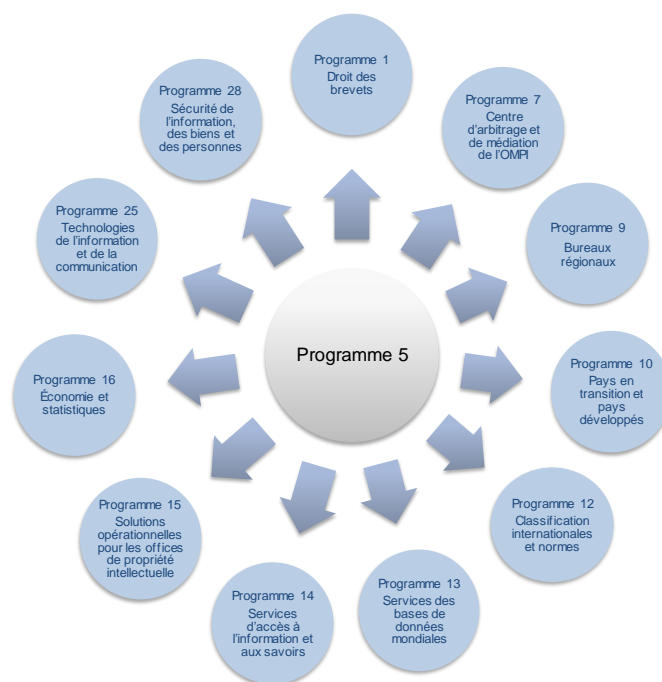 Programme 1
Droit des
brevets
Programme 7
Centre
d'arbitrage et
de médiation
de l'OMPI
Programme 9
Bureaux
régionaux
Programme 10
Pays en
transition et
pays
développés
Programme 12
Classification
internationales
et normes
Programme 13
Services des
bases de
données
mondiales
Programme 14
Services
d'accès à
l'information et
aux savoirs
Programme 15
Solutions
opérationnelles
pour les offices
de propriété
intellectuelle
Programme 16
Économie et
statistiques
Programme 25
Technologies
de l'information
et de la
communication
Programme 28
Sécurité de
l'information,
des biens et
des personnes
Programme 5